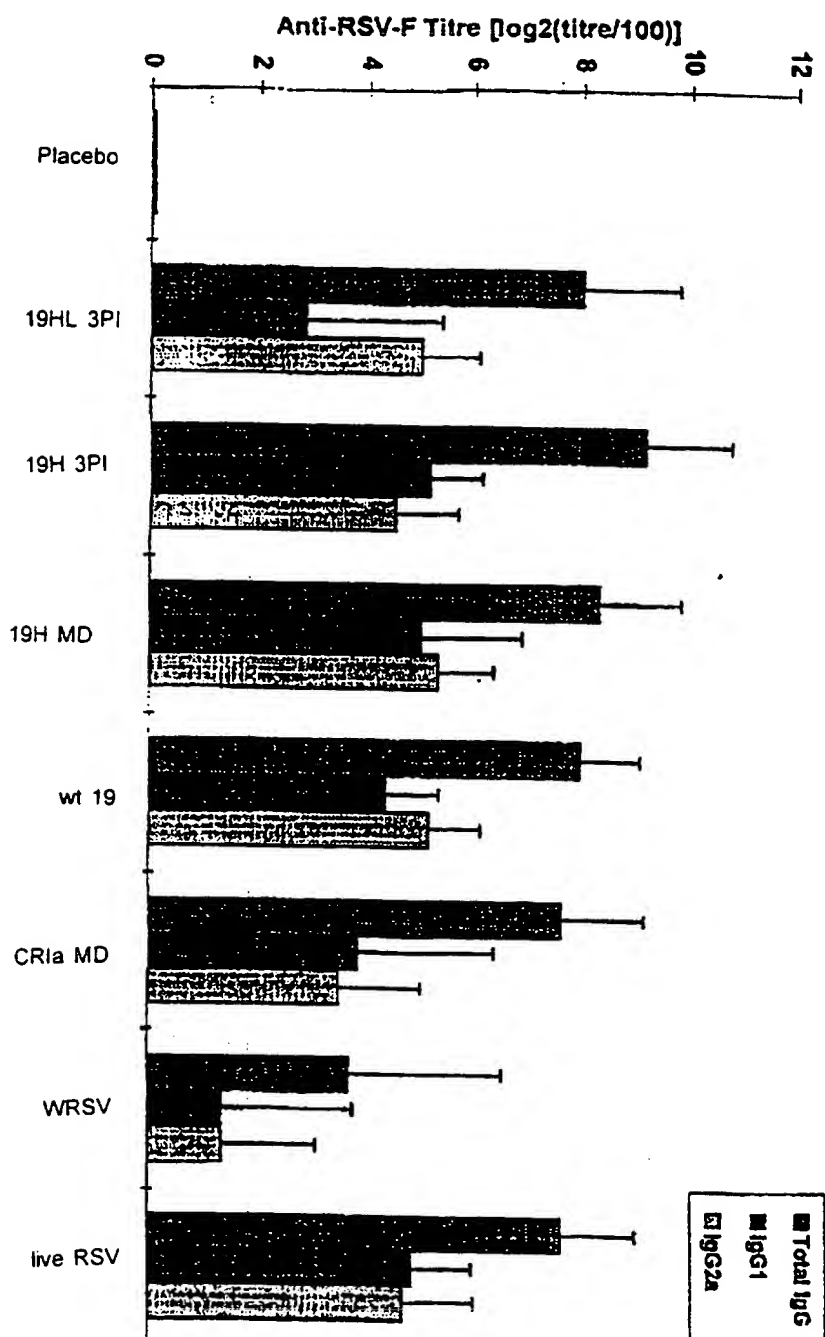 Anti-RSV-F Titre [log2(titre/100)]
0
2
4
6
8
10
12
Placebo
19HL 3PI
19H 3PI
19H MD
wt 19
CRIa MD
WRSV
live RSV
Total IgG
IgG1
IgG2a